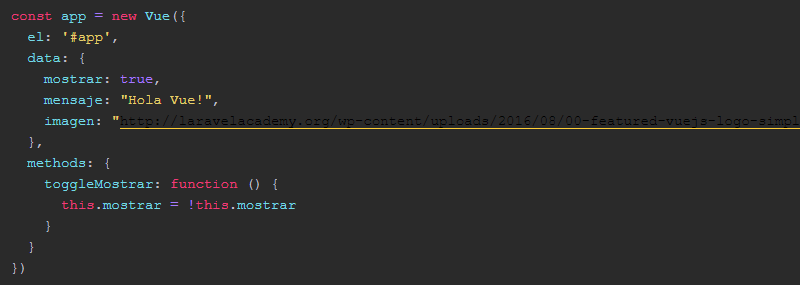 const app = new Vue({
el: '#app',
data: {
mostrar: true,
mensaje: "Hola Vue!",
imagen: "http://laravelacademy.org/wp-content/uploads/2016/08/00-featured-vuejs-logo-simpl
},
methods: {
toggleMostrar: function () {
this.mostrar = !this.mostrar
}
}
})